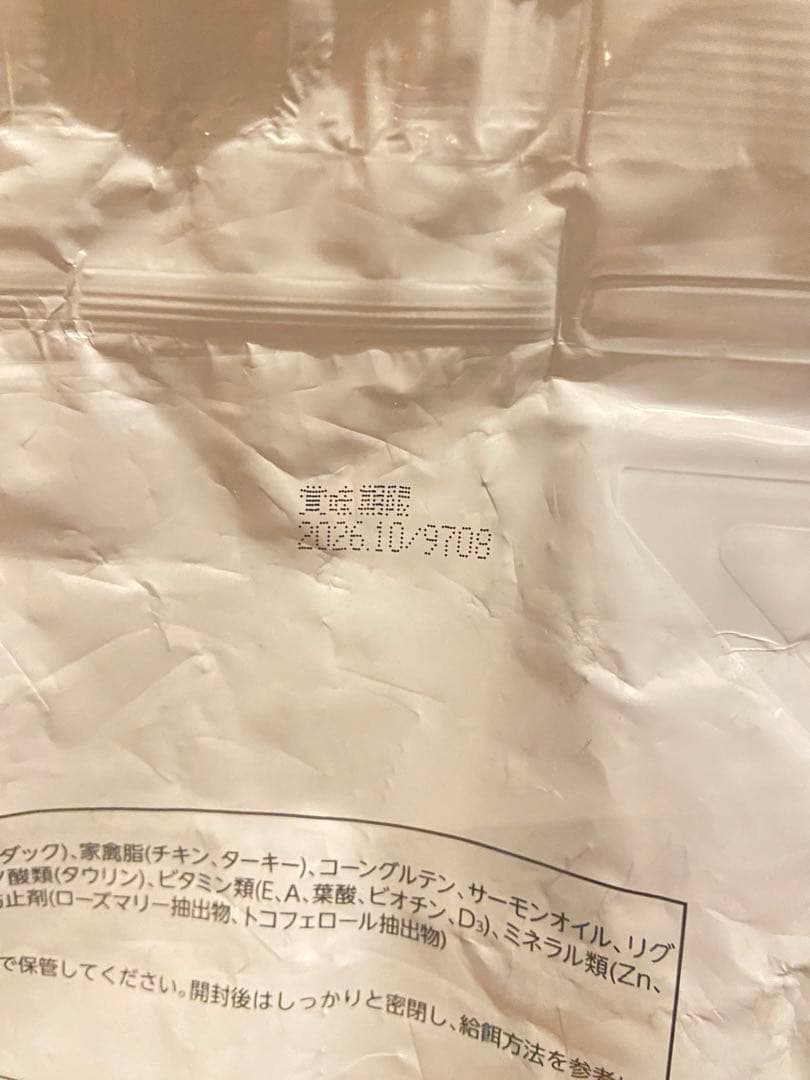 賞味期限
2026.10/9708
ダック)、家禽脂(チキン、ターキー)、コーングルテン、サーモンオイル、リグ
酸類(タウリン)、ビタミン類(E、A、葉酸、ビオチン、D₃)、ミネラル類(Zn、
止剤(ローズマリー抽出物、トコフェロール抽出物)
で保管してください。開封後はしっかりと密閉し、給餌方法を参考